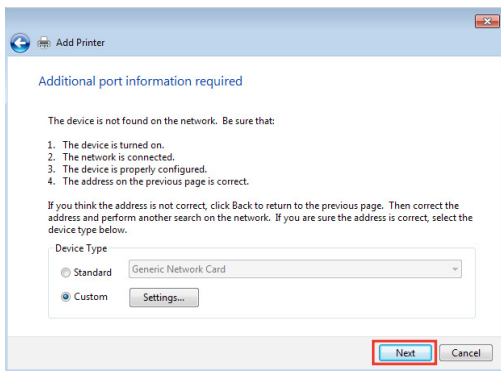 Add Printer
Additional port information required
The device is not found on the network. Be sure that:
1. The device is turned on.
2. The network is connected.
3. The device is properly configured.
4. The address on the previous page is correct.
If you think the address is not correct, click Back to return to the previous page. Then correct the
address and perform another search on the network. If you are sure the address is correct, select the
device type below.
Device Type
Standard Generic Network Card
Custom Settings...
Next Cancel